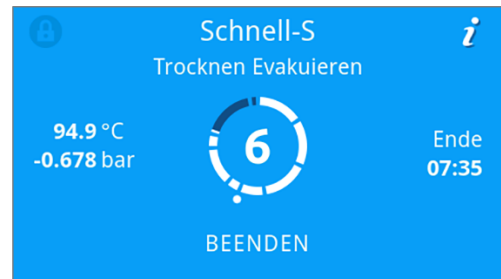 Schnell-S
i
Trocknen Evakuieren
94.9 °C
-0.678 bar
6
Ende
07:35
BEENDEN